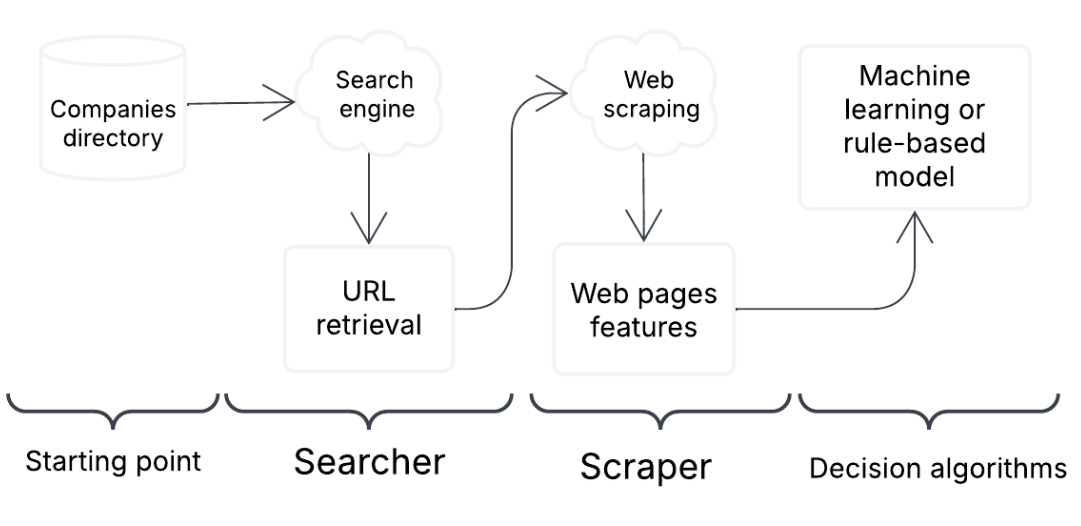 Companies
directory
Search
engine
URL
retrieval
Web
scraping
Web pages
features
Machine
learning or
rule-based
model
Starting point
Searcher
Scraper
Decision algorithms